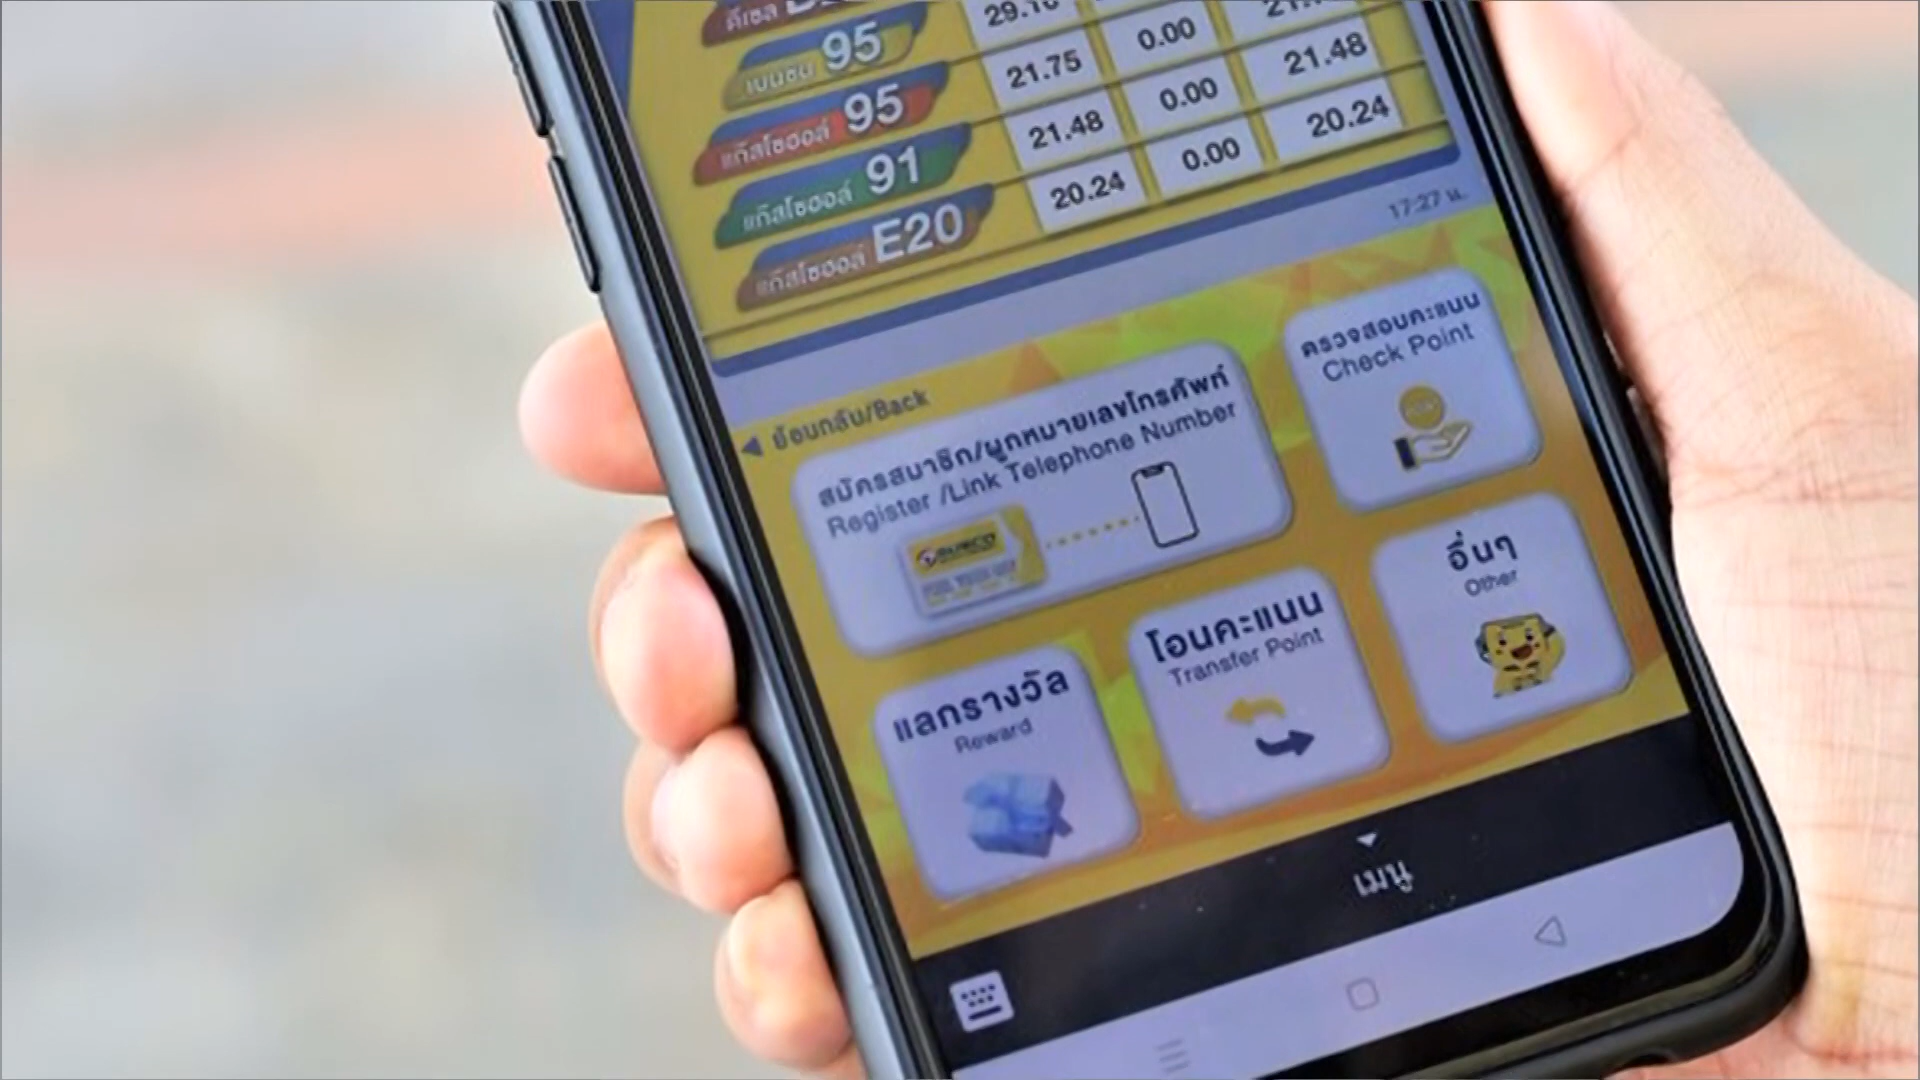 ดีเซล
29.10
เบนซิน 95
21.75 0.00 21.48
แก๊สโซฮอล์ 95
21.48 0.00 20.24
แก๊สโซฮอล์ 91
20.24 0.00
แก๊สโซฮอล์ E20
17:27 น.
ย้อนกลับ/Back
สมัครสมาชิก/ผูกหมายเลขโทรศัพท์
Register /Link Telephone Number
SUSCO
ตรวจสอบคะแนน
Check Point
แลกรางวัล
Reward
โอนคะแนน
Transfer Point
อื่นๆ
Other
เมนู